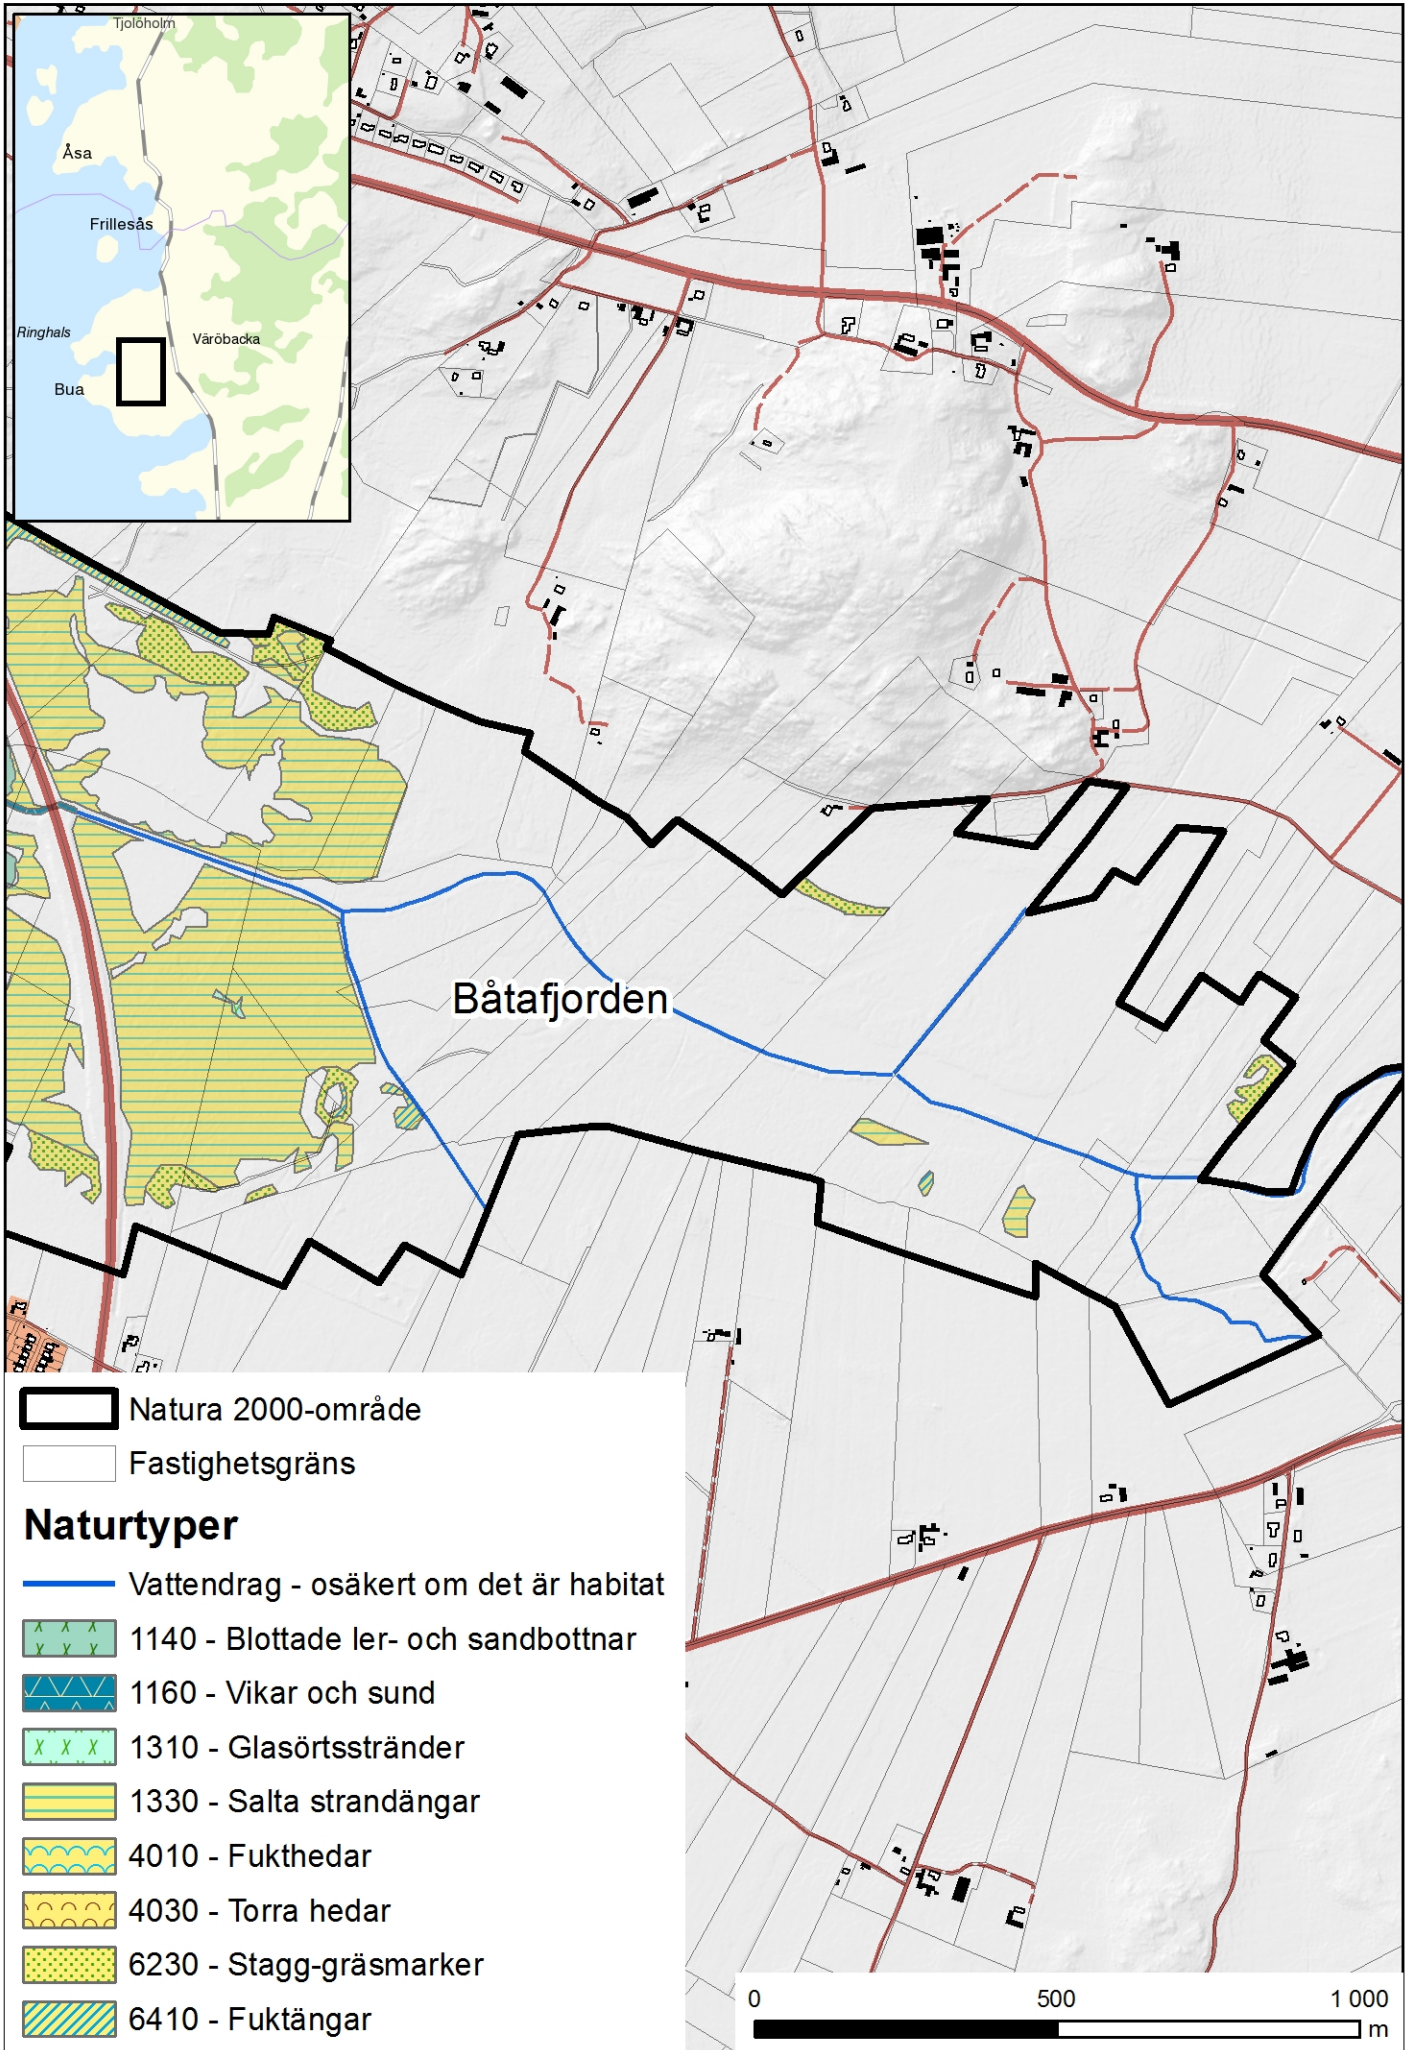 Tjolöholm
Åsa
Frillesås
Ringhals
Väröbacka
Bua
Båtafjorden
Natura 2000-område
Fastighetsgräns
Naturtyper
Vattendrag - osäkert om det är habitat
1140 - Blottade ler- och sandbottnar
1160 - Vikar och sund
1310 - Glasörtsstränder
1330 - Salta strandängar
4010 - Fukthedar
4030 - Torra hedar
6230 - Stagg-gräsmarker
6410 - Fuktängar
0 500 1 000
m